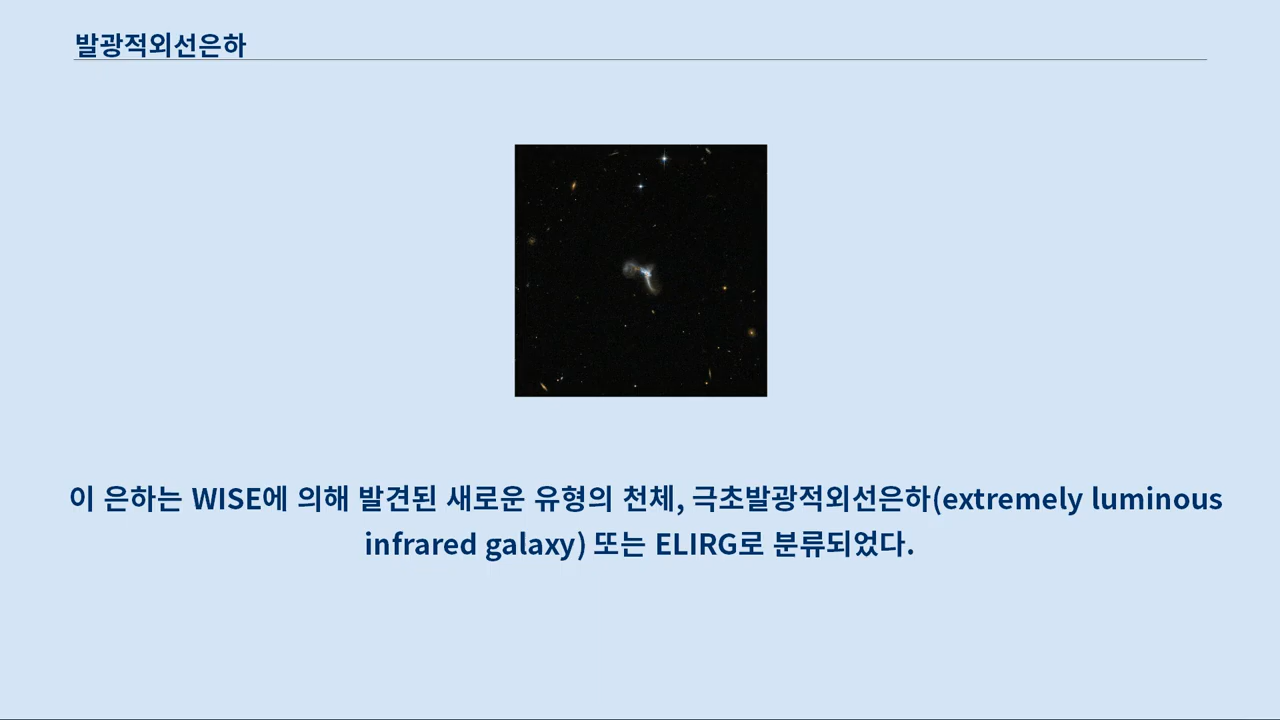 발광적외선은하
이 은하는 WISE에 의해 발견된 새로운 유형의 천체, 극초발광적외선은하(extremely luminous
infrared galaxy) 또는 ELIRG로 분류되었다.